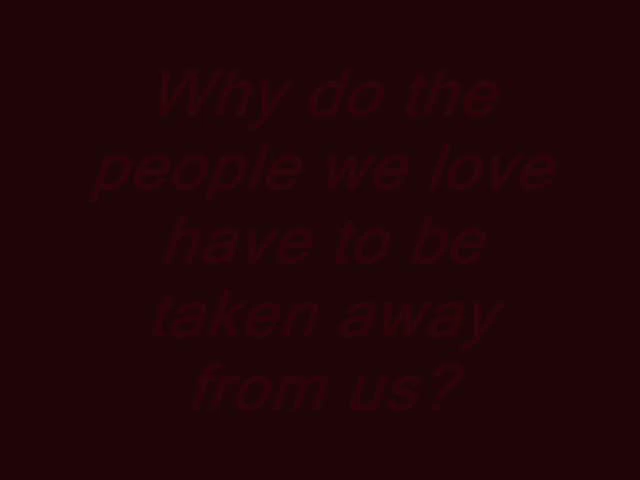 Why do the
people we love
have to be
taken away
from us?